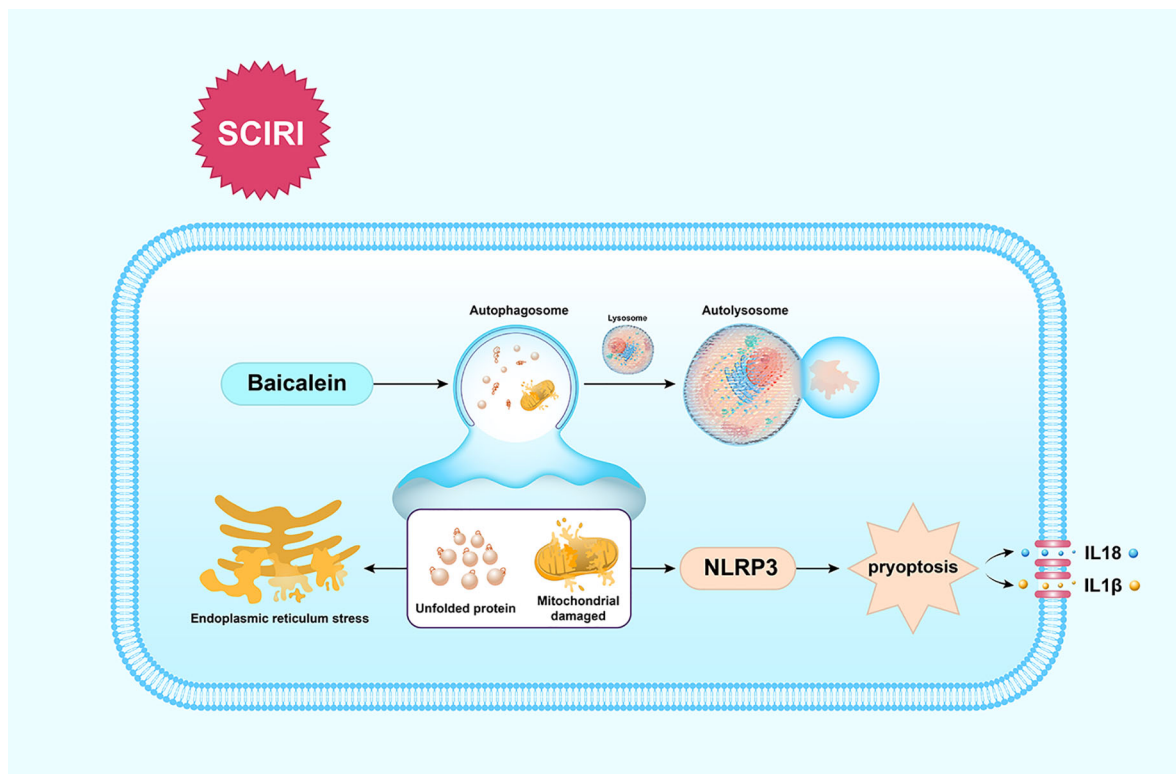 SCIRI
Autophagosome
Lysosome
Autolysosome
Baicalein
Endoplasmic reticulum stress
Unfolded protein
Mitochondrial
damaged
NLRP3
pryoptosis
IL18
IL1β